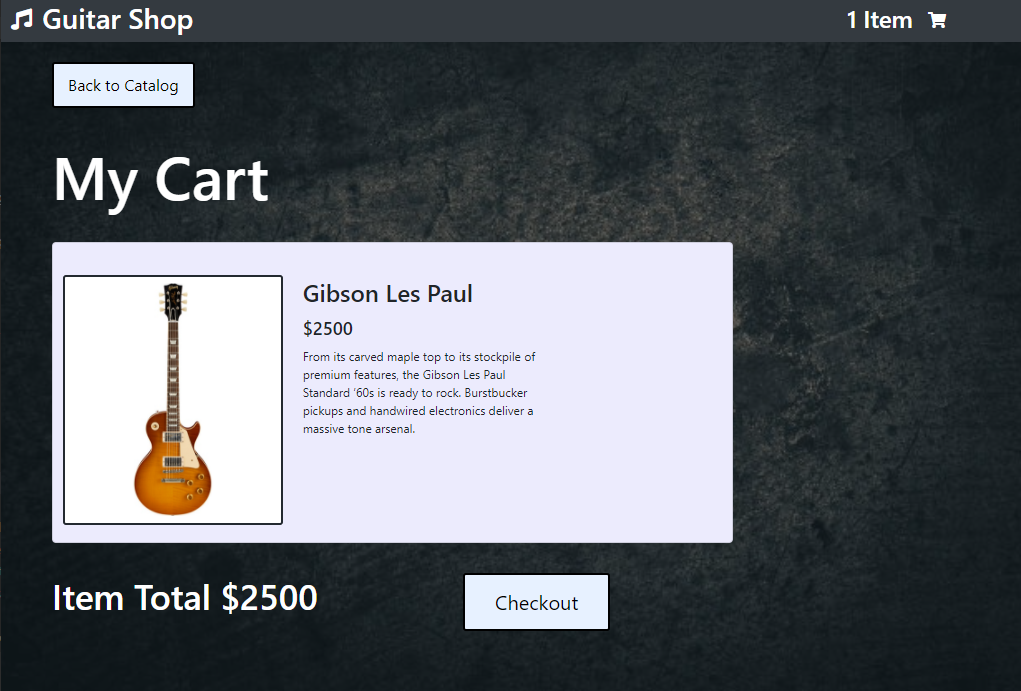 Guitar Shop
1 Item
Back to Catalog
My Cart
Gibson Les Paul
$2500
From its carved maple top to its stockpile of
premium features, the Gibson Les Paul
Standard ‘60s is ready to rock. Burstbucker
pickups and handwired electronics deliver a
massive tone arsenal.
Item Total $2500
Checkout